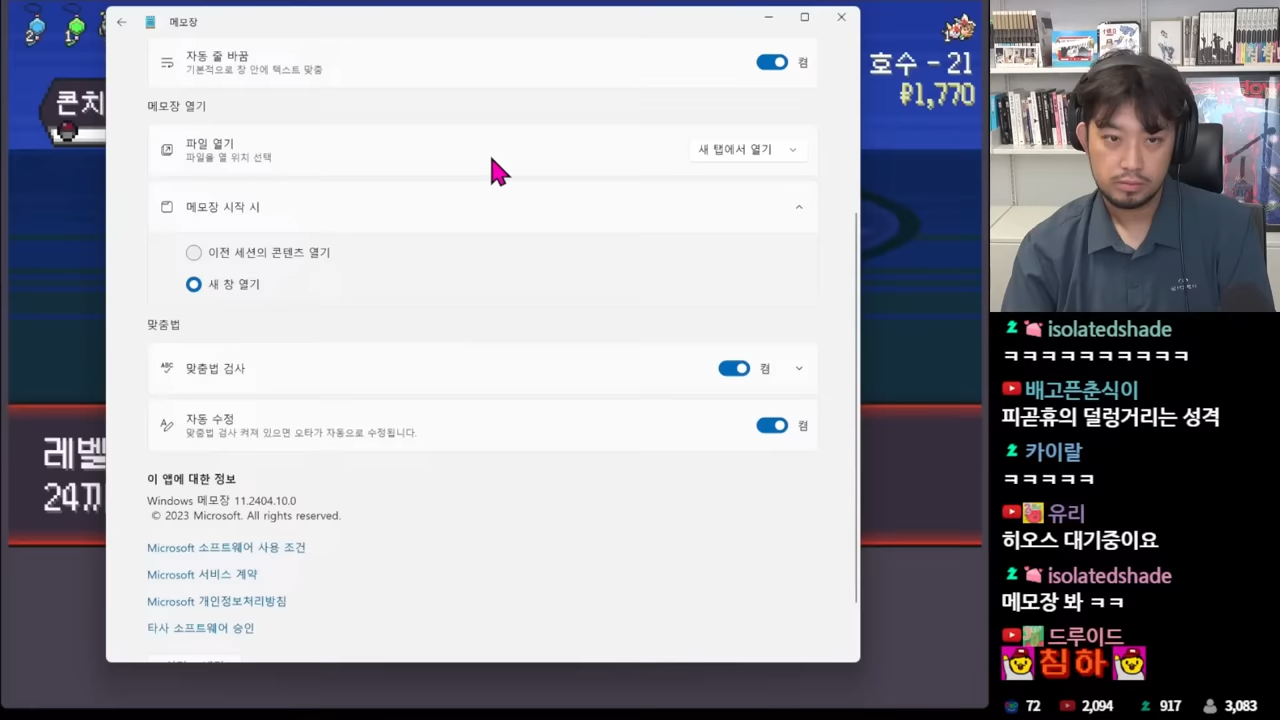 메모장
자동 줄 바꿈
기본적으로 창 안에 텍스트 맞춤
켬
메모장 열기
파일 열기
파일을 열 위치 선택
새 탭에서 열기
메모장 시작 시
이전 세션의 콘텐츠 열기
새 창 열기
맞춤법
맞춤법 검사
켬
자동 수정
맞춤법 검사 켜져 있으면 오타가 자동으로 수정됩니다.
켬
이 앱에 대한 정보
Windows 메모장 11.2404.10.0
© 2023 Microsoft. All rights reserved.
Microsoft 소프트웨어 사용 조건
Microsoft 서비스 계약
Microsoft 개인정보처리방침
타사 소프트웨어 승인
2
1
콘치
호수 - 21
₽1,770
레벨
24까
isolatedshade
ㅋㅋㅋㅋㅋㅋㅋㅋㅋㅋ
배고픈춘식이
피곧휴의 덜렁거리는 성격
카이랄
ㅋㅋㅋㅋㅋ
유리
히오스 대기중이요
isolatedshade
메모장 봐 ㅋㅋ
드루이드
침하
72
2,094
917
3,083